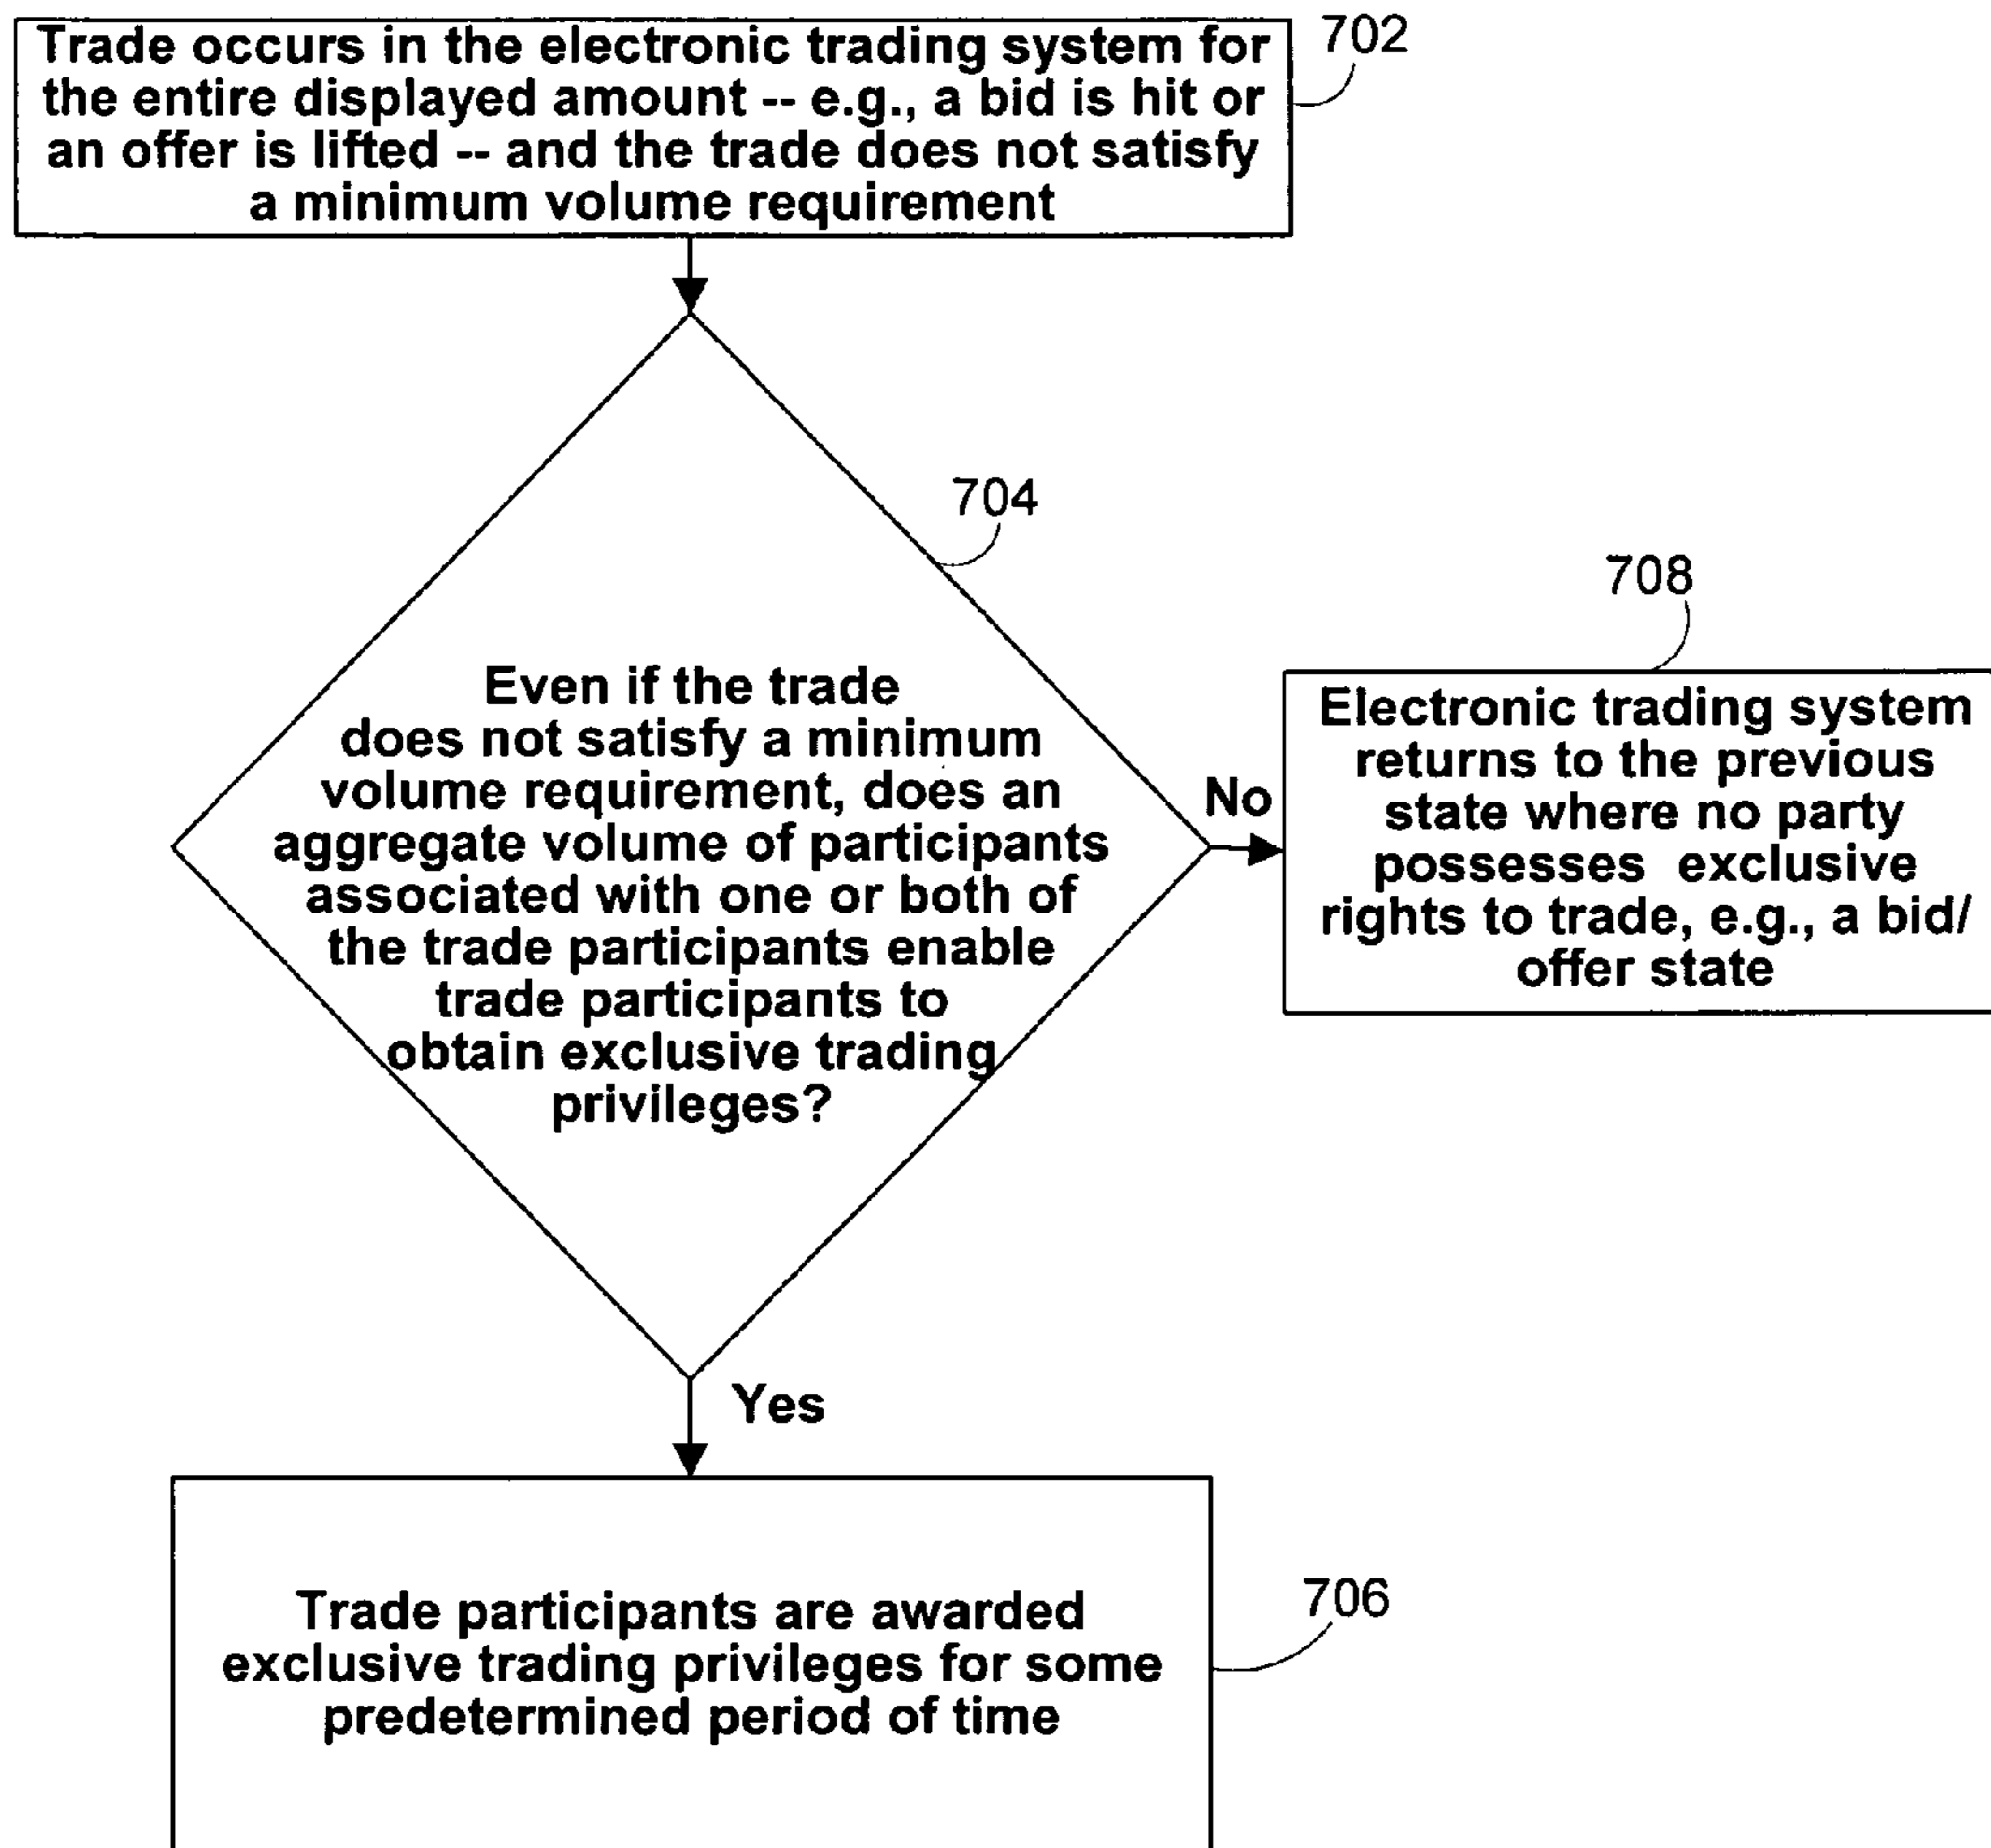 Trade occurs in the electronic trading system for
the entire displayed amount -- e.g., a bid is hit or
an offer is lifted -- and the trade does not satisfy
a minimum volume requirement
702
704
Even if the trade
does not satisfy a minimum
volume requirement, does an
aggregate volume of participants
associated with one or both of
the trade participants enable
trade participants to
obtain exclusive trading
privileges?
No
708
Electronic trading system
returns to the previous
state where no party
possesses exclusive
rights to trade, e.g., a bid/
offer state
Yes
Trade participants are awarded
exclusive trading privileges for some
predetermined period of time
706